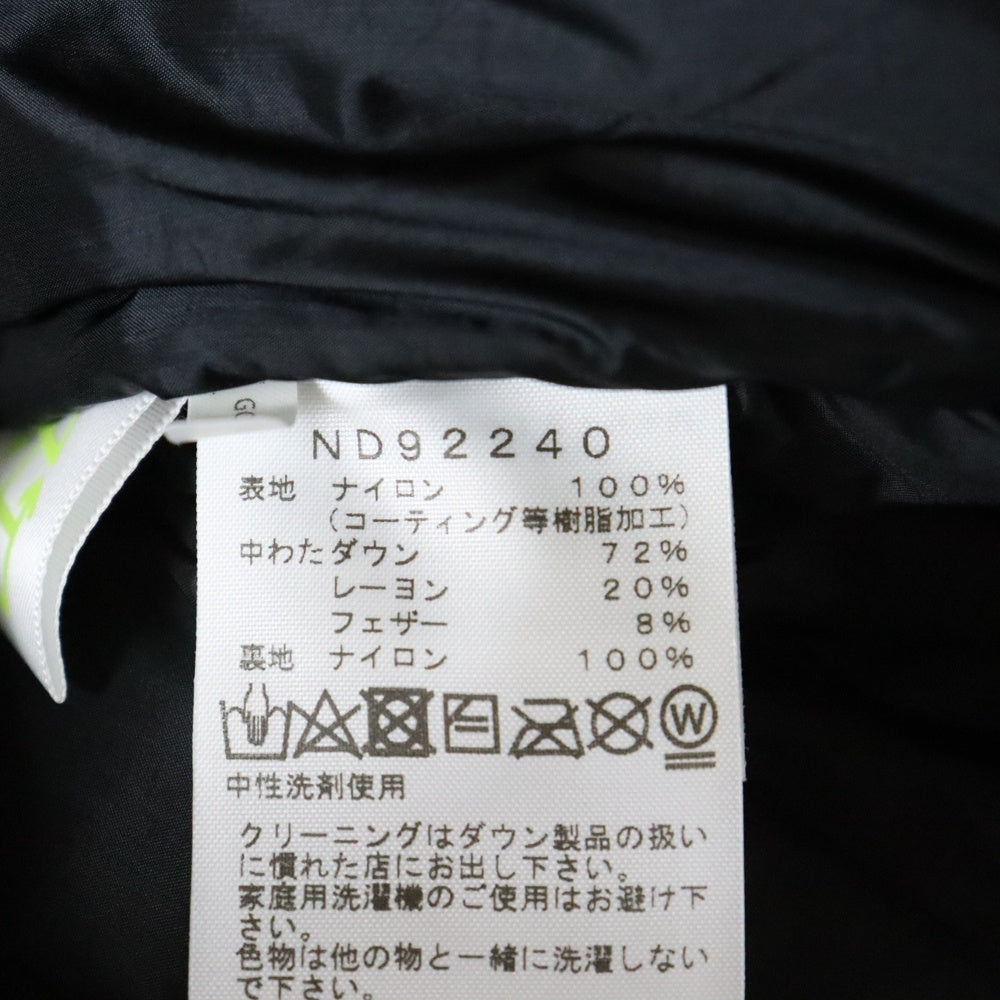 ND92240
表地 ナイロン 100%
(コーティング等樹脂加工)
中わたダウン 72%
レーヨン 20%
フェザー 8%
裏地 ナイロン 100%
W
中性洗剤使用
クリーニングはダウン製品の扱い
に慣れた店にお出し下さい。
家庭用洗濯機のご使用はお避け下
さい。
色物は他の物と一緒に洗濯しない
で下さい。